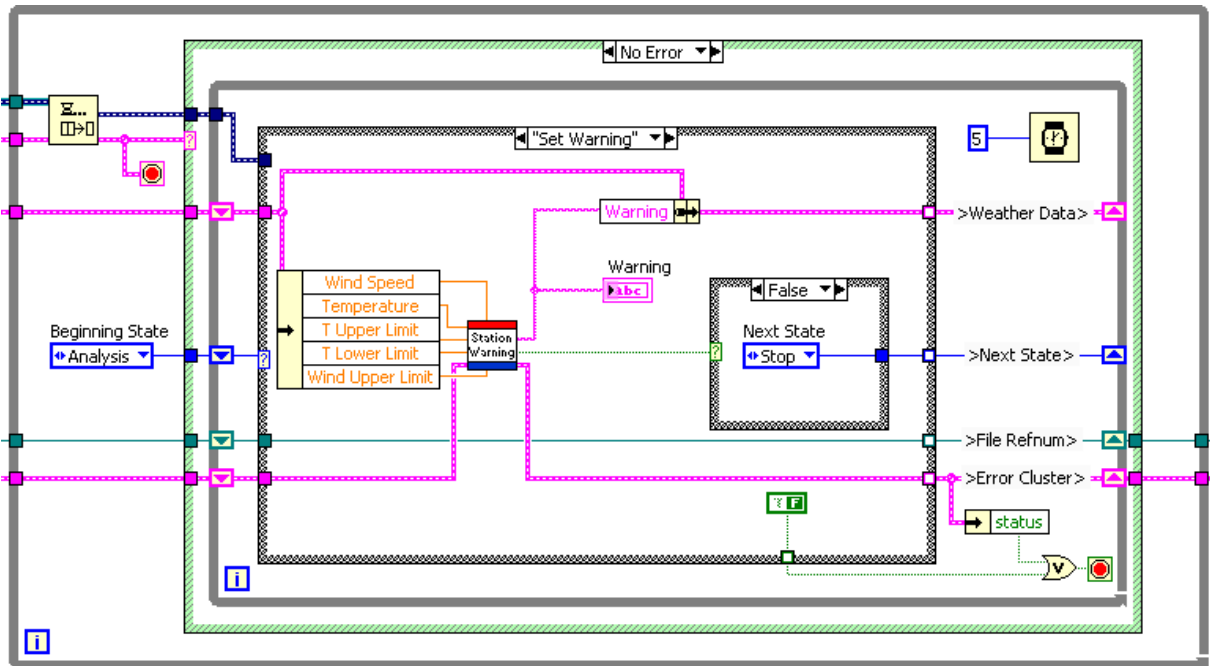 No Error
"Set Warning"
5
Warning
>Weather Data>
Wind Speed
Temperature
T Upper Limit
T Lower Limit
Wind Upper Limit
Station
Warning
Warning
abc
False
Beginning State
Analysis
Next State
Stop
>Next State>
>File Refnum>
>Error Cluster>
F
status
V
i
i